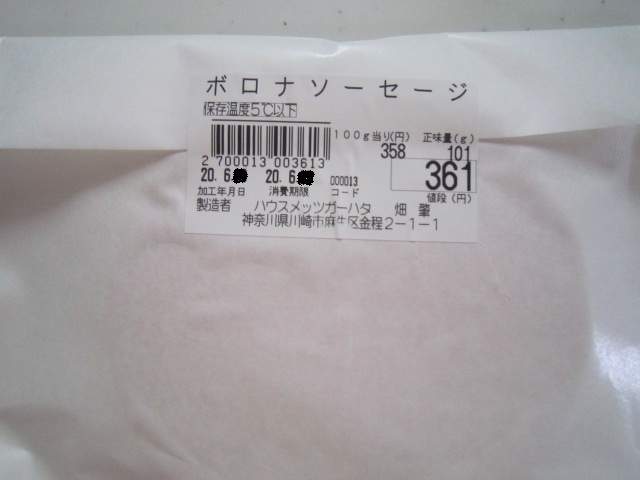 ボロナソーセージ
保存温度5℃以下
100g当り(円) 正味量(g)
358 101
2 700013 003613
361
20. 6. 20. 6. 000013
加工年月日 消費期限 コード 値段(円)
製造者 ハウスメッツガーハタ 畑 肇
神奈川県川崎市麻生区金程2-1-1